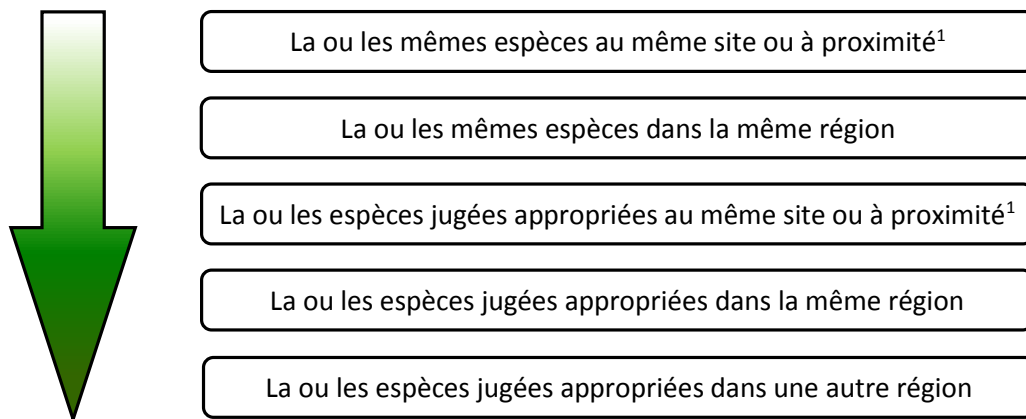 La ou les mêmes espèces au même site ou à proximité¹
La ou les mêmes espèces dans la même région
La ou les espèces jugées appropriées au même site ou à proximité¹
La ou les espèces jugées appropriées dans la même région
La ou les espèces jugées appropriées dans une autre région